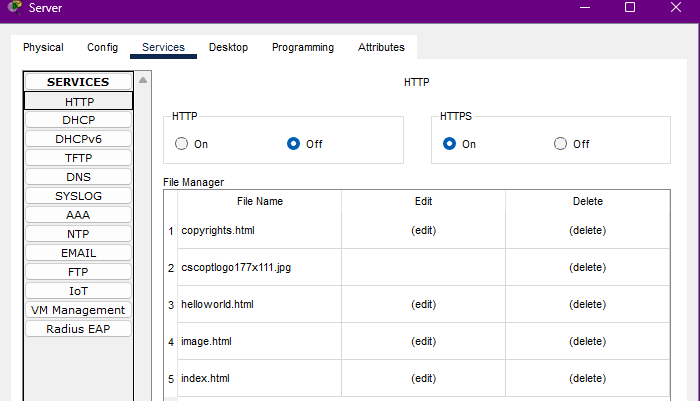 Server
Physical Config Services Desktop Programming Attributes
SERVICES
HTTP
DHCP
DHCPv6
TFTP
DNS
SYSLOG
AAA
NTP
EMAIL
FTP
IoT
VM Management
Radius EAP
HTTP
HTTP
On Off
HTTPS
On Off
File Manager
File Name Edit Delete
1 copyrights.html (edit) (delete)
2 cscoptlogo177x111.jpg (delete)
3 helloworld.html (edit) (delete)
4 image.html (edit) (delete)
5 index.html (edit) (delete)